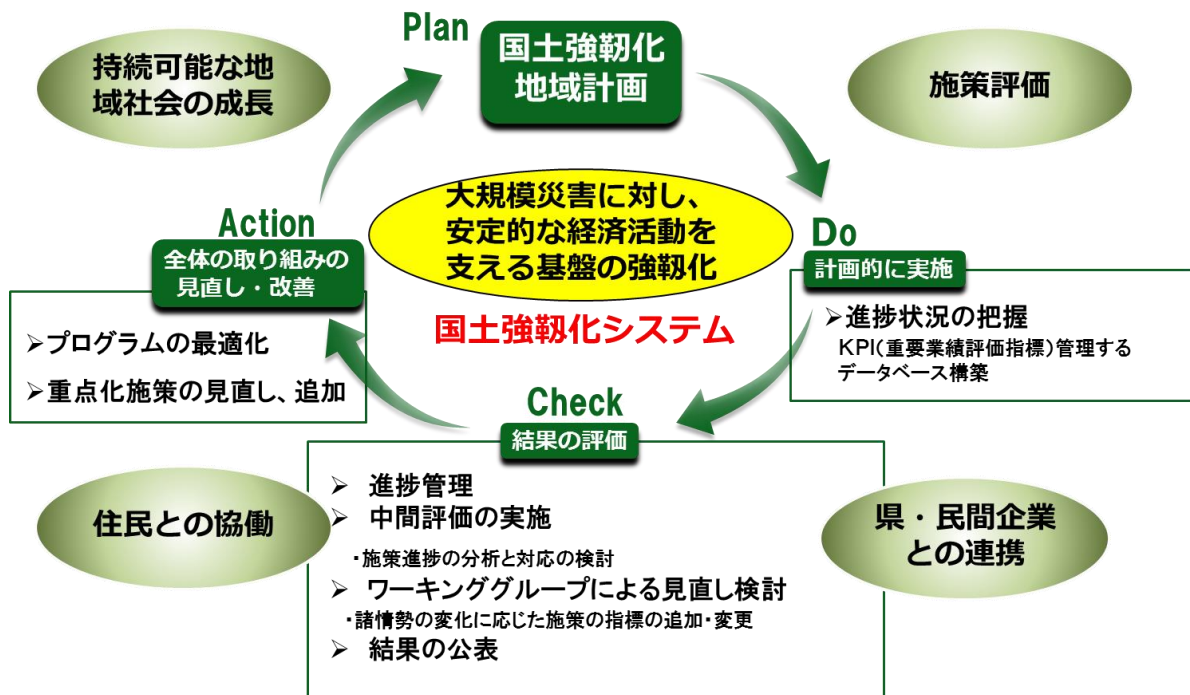 Plan
国土強靭化
地域計画
持続可能な地
域社会の成長
施策評価
大規模災害に対し、
安定的な経済活動を
支える基盤の強靭化
国土強靭化システム
Do
計画的に実施
➢進捗状況の把握
KPI(重要業績評価指標)管理する
データベース構築
Check
結果の評価
➢ 進捗管理
➢ 中間評価の実施
・施策進捗の分析と対応の検討
➢ ワーキンググループによる見直し検討
・諸情勢の変化に応じた施策の指標の追加・変更
➢ 結果の公表
Action
全体の取り組みの
見直し・改善
➢プログラムの最適化
➢重点化施策の見直し、追加
住民との協働
県・民間企業
との連携